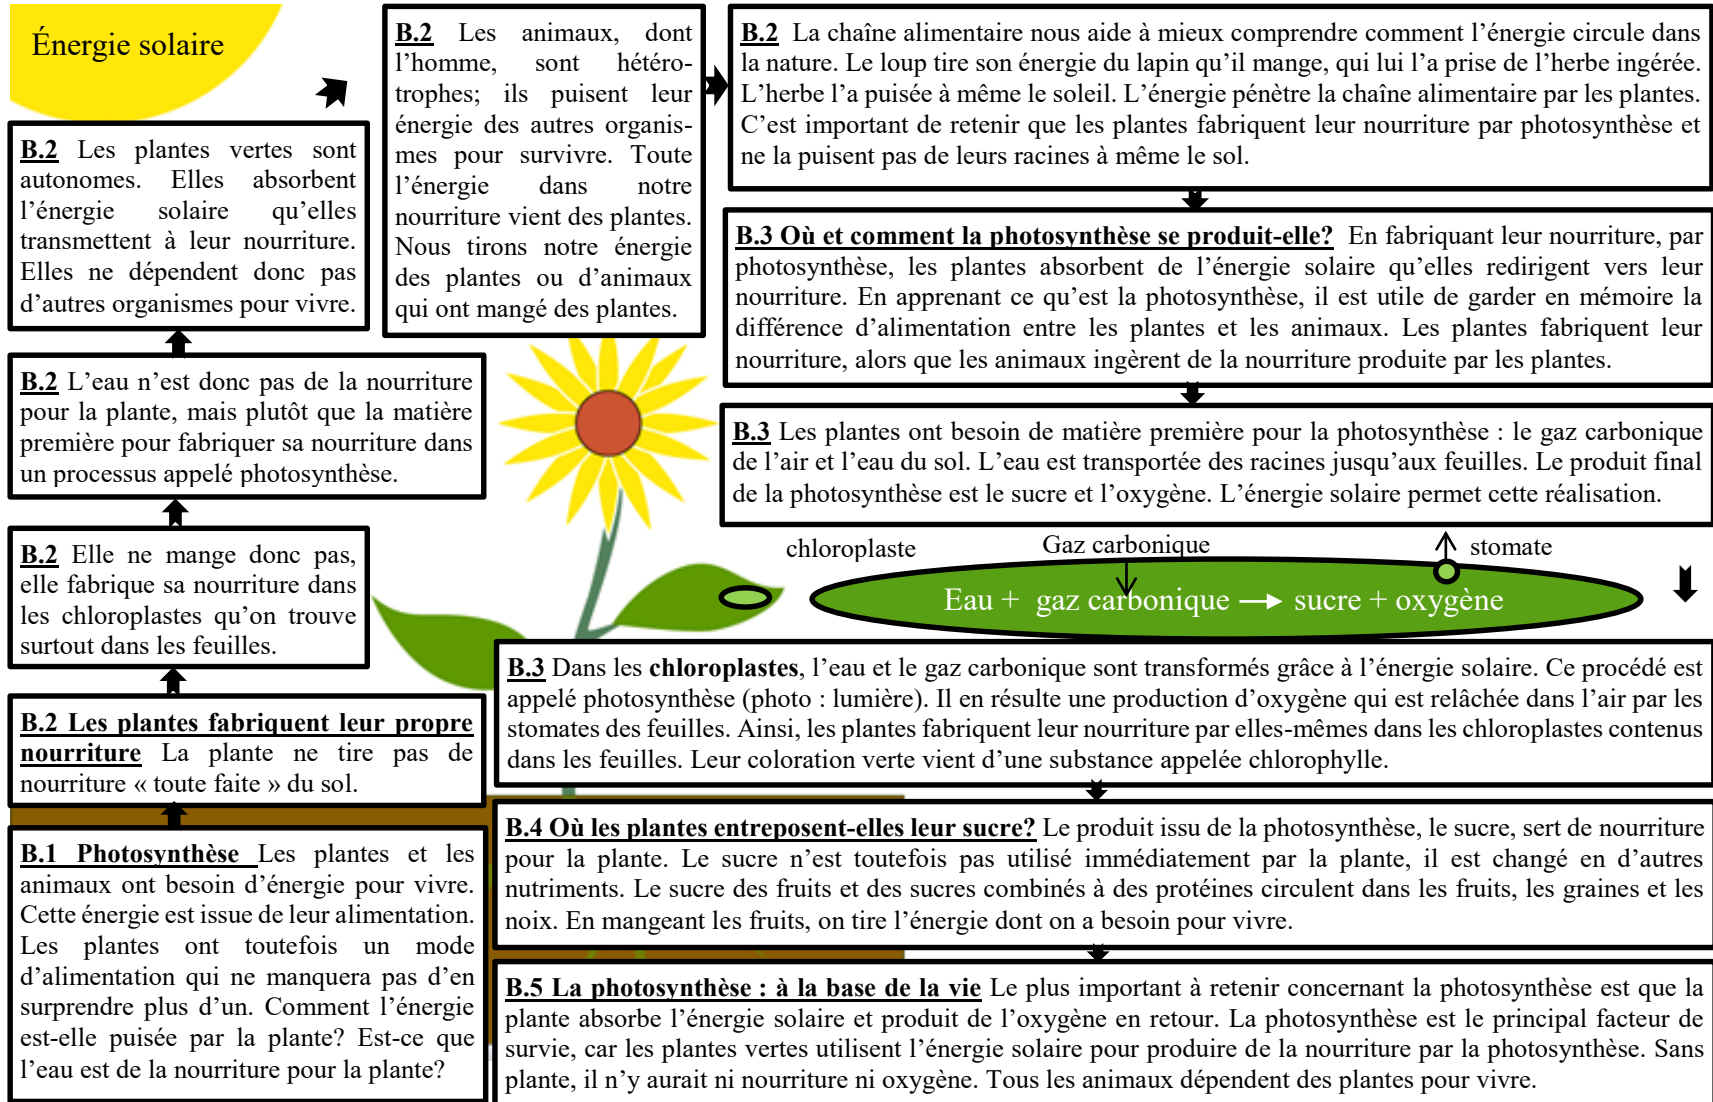 Énergie solaire
B.1 Photosynthèse Les plantes et les
animaux ont besoin d’énergie pour vivre.
Cette énergie est issue de leur alimentation.
Les plantes ont toutefois un mode
d’alimentation qui ne manquera pas d’en
surprendre plus d’un. Comment l’énergie
est-elle puisée par la plante? Est-ce que
l’eau est de la nourriture pour la plante?
B.2 Les plantes fabriquent leur propre
nourriture La plante ne tire pas de
nourriture « toute faite » du sol.
B.2 Elle ne mange donc pas,
elle fabrique sa nourriture dans
les chloroplastes qu’on trouve
surtout dans les feuilles.
B.2 L’eau n’est donc pas de la nourriture
pour la plante, mais plutôt que la matière
première pour fabriquer sa nourriture dans
un processus appelé photosynthèse.
B.2 Les plantes vertes sont
autonomes. Elles absorbent
l’énergie solaire qu’elles
transmettent à leur nourriture.
Elles ne dépendent donc pas
d’autres organismes pour vivre.
B.2 Les animaux, dont
l’homme, sont hétéro-
trophes; ils puisent leur
énergie des autres organis-
mes pour survivre. Toute
l’énergie dans notre
nourriture vient des plantes.
Nous tirons notre énergie
des plantes ou d’animaux
qui ont mangé des plantes.
B.2 La chaîne alimentaire nous aide à mieux comprendre comment l’énergie circule dans
la nature. Le loup tire son énergie du lapin qu’il mange, qui lui l’a prise de l’herbe ingérée.
L’herbe l’a puisée à même le soleil. L’énergie pénètre la chaîne alimentaire par les plantes.
C’est important de retenir que les plantes fabriquent leur nourriture par photosynthèse et
ne la puisent pas de leurs racines à même le sol.
B.3 Où et comment la photosynthèse se produit-elle? En fabriquant leur nourriture, par
photosynthèse, les plantes absorbent de l’énergie solaire qu’elles redirigent vers leur
nourriture. En apprenant ce qu’est la photosynthèse, il est utile de garder en mémoire la
différence d’alimentation entre les plantes et les animaux. Les plantes fabriquent leur
nourriture, alors que les animaux ingèrent de la nourriture produite par les plantes.
B.3 Les plantes ont besoin de matière première pour la photosynthèse : le gaz carbonique
de l’air et l’eau du sol. L’eau est transportée des racines jusqu’aux feuilles. Le produit final
de la photosynthèse est le sucre et l’oxygène. L’énergie solaire permet cette réalisation.
chloroplaste
Gaz carbonique
stomate
Eau + gaz carbonique → sucre + oxygène
B.3 Dans les chloroplastes, l’eau et le gaz carbonique sont transformés grâce à l’énergie solaire. Ce procédé est
appelé photosynthèse (photo : lumière). Il en résulte une production d’oxygène qui est relâchée dans l’air par les
stomates des feuilles. Ainsi, les plantes fabriquent leur nourriture par elles-mêmes dans les chloroplastes contenus
dans les feuilles. Leur coloration verte vient d’une substance appelée chlorophylle.
B.4 Où les plantes entreposent-elles leur sucre? Le produit issu de la photosynthèse, le sucre, sert de nourriture
pour la plante. Le sucre n’est toutefois pas utilisé immédiatement par la plante, il est changé en d’autres
nutriments. Le sucre des fruits et des sucres combinés à des protéines circulent dans les fruits, les graines et les
noix. En mangeant les fruits, on tire l’énergie dont on a besoin pour vivre.
B.5 La photosynthèse : à la base de la vie Le plus important à retenir concernant la photosynthèse est que la
plante absorbe l’énergie solaire et produit de l’oxygène en retour. La photosynthèse est le principal facteur de
survie, car les plantes vertes utilisent l’énergie solaire pour produire de la nourriture par la photosynthèse. Sans
plante, il n’y aurait ni nourriture ni oxygène. Tous les animaux dépendent des plantes pour vivre.